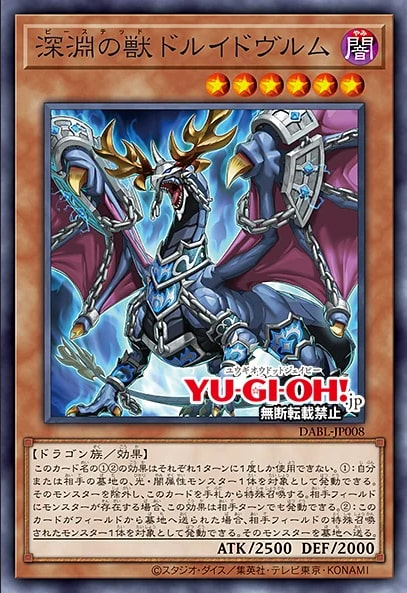 深淵の獣ドルイドヴルム
ビーステッド
闇
やみ
ユウギオウドットジェイピー
YU-GI-OH!.jp
無断転載禁止
DABL-JP008
【ドラゴン族／効果】
このカード名の①②の効果はそれぞれ1ターンに1度しか使用できない。①：自分
または相手の墓地の、光・闇属性モンスター1体を対象として発動できる。
そのモンスターを除外し、このカードを手札から特殊召喚する。相手フィールド
にモンスターが存在する場合、この効果は相手ターンでも発動できる。②：この
カードがフィールドから墓地へ送られた場合、相手フィールドの特殊召喚
されたモンスター1体を対象として発動できる。そのモンスターを墓地へ送る。
ATK/2500 DEF/2000
©スタジオ・ダイス／集英社・テレビ東京・KONAMI